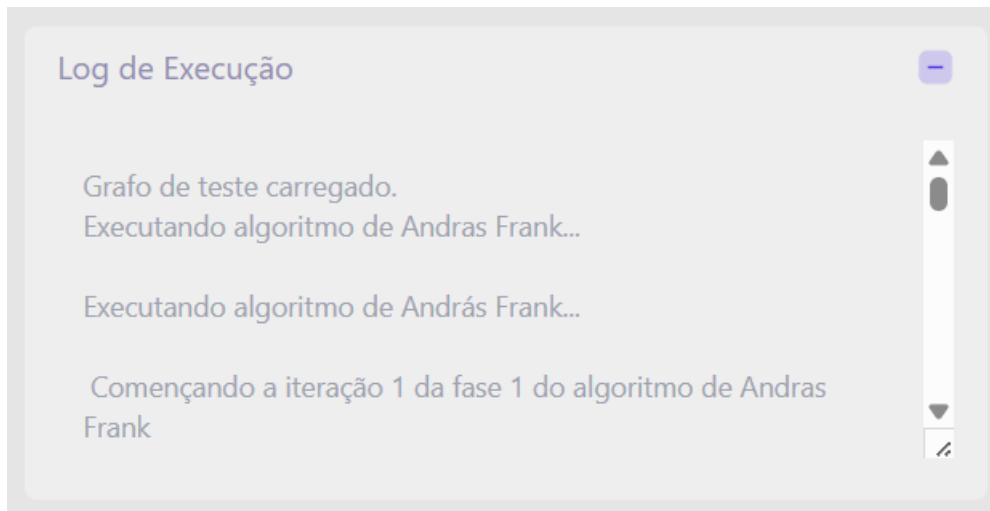 Log de Execução
Grafo de teste carregado.
Executando algoritmo de Andras Frank...
Executando algoritmo de András Frank...
Començando a iteração 1 da fase 1 do algoritmo de Andras
Frank